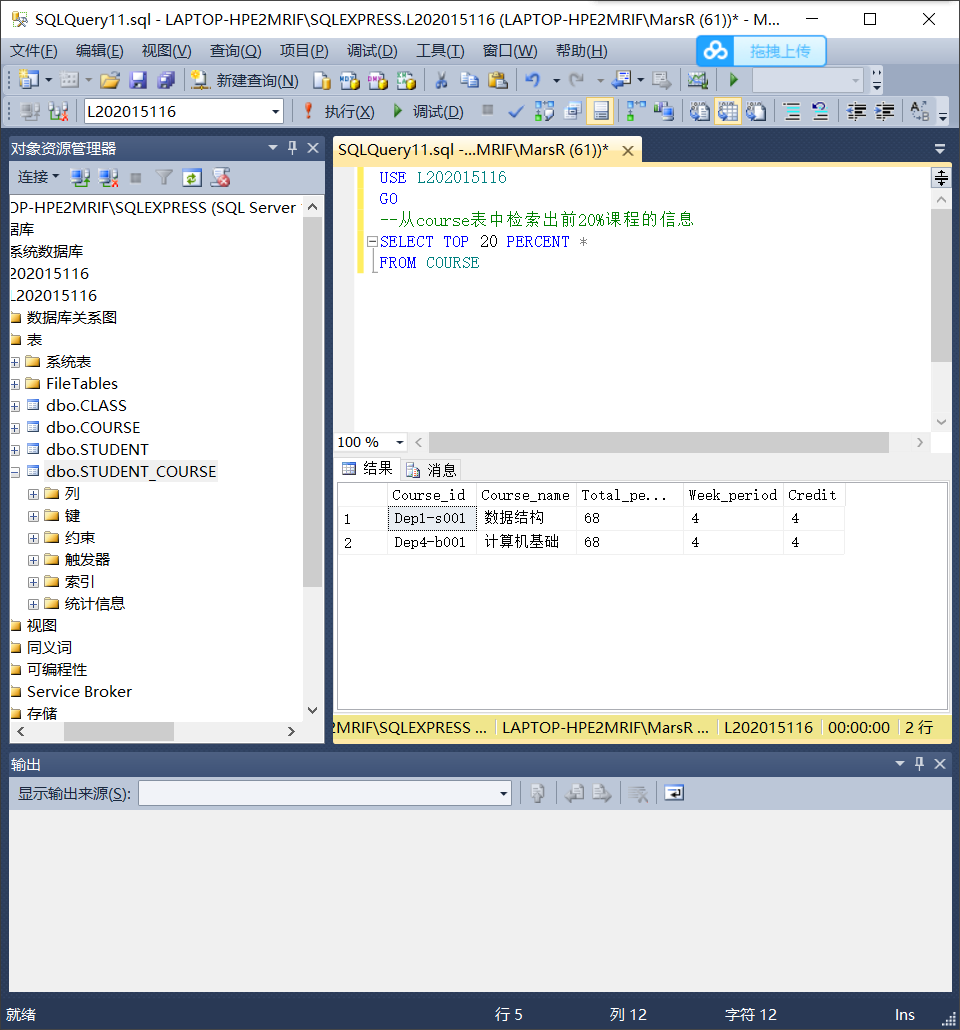 SQLQuery11.sql - LAPTOP-HPE2MRIF\SQLEXPRESS.L202015116 (LAPTOP-HPE2MRIF\MarsR (61))* - M...
文件(F) 编辑(E) 视图(V) 查询(Q) 项目(P) 调试(D) 工具(T) 窗口(W) 帮助(H)
拖拽上传
新建查询(N)
L202015116 执行(X) 调试(D)
对象资源管理器
连接
OP-HPE2MRIF\SQLEXPRESS (SQL Server
据库
系统数据库
202015116
L202015116
数据库关系图
表
系统表
FileTables
dbo.CLASS
dbo.COURSE
dbo.STUDENT
dbo.STUDENT_COURSE
列
键
约束
触发器
索引
统计信息
视图
同义词
可编程性
Service Broker
存储
SQLQuery11.sql -...MRIF\MarsR (61))*
USE L202015116
GO
--从course表中检索出前20%课程的信息
SELECT TOP 20 PERCENT *
FROM COURSE
100 %
结果 消息
Course_id Course_name Total_pe... Week_period Credit
1 Dep1-s001 数据结构 68 4 4
2 Dep4-b001 计算机基础 68 4 4
2MRIF\SQLEXPRESS ... LAPTOP-HPE2MRIF\MarsR ... L202015116 00:00:00 2 行
输出
显示输出来源(S):
就绪 行 5 列 12 字符 12 Ins